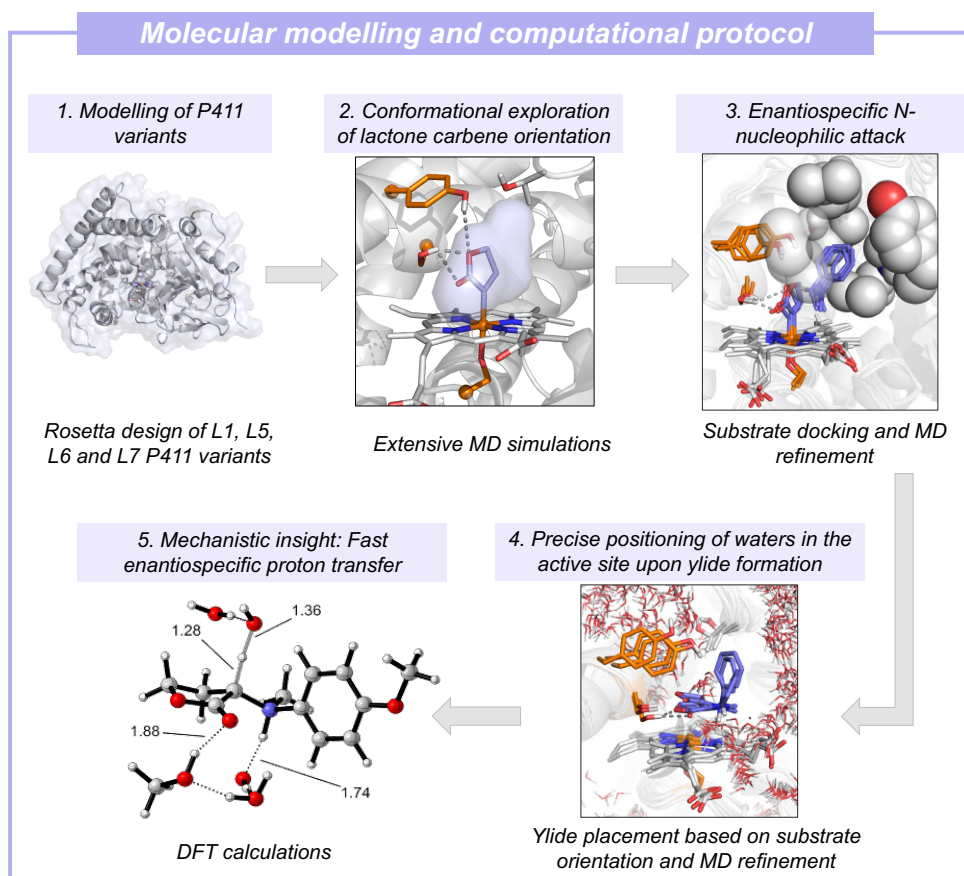 Molecular modelling and computational protocol
1. Modelling of P411
variants
2. Conformational exploration
of lactone carbene orientation
3. Enantiospecific N-
nucleophilic attack
Rosetta design of L1, L5,
L6 and L7 P411 variants
Extensive MD simulations
Substrate docking and MD
refinement
5. Mechanistic insight: Fast
enantiospecific proton transfer
4. Precise positioning of waters in the
active site upon ylide formation
1.36
1.28
1.88
1.74
DFT calculations
Ylide placement based on substrate
orientation and MD refinement